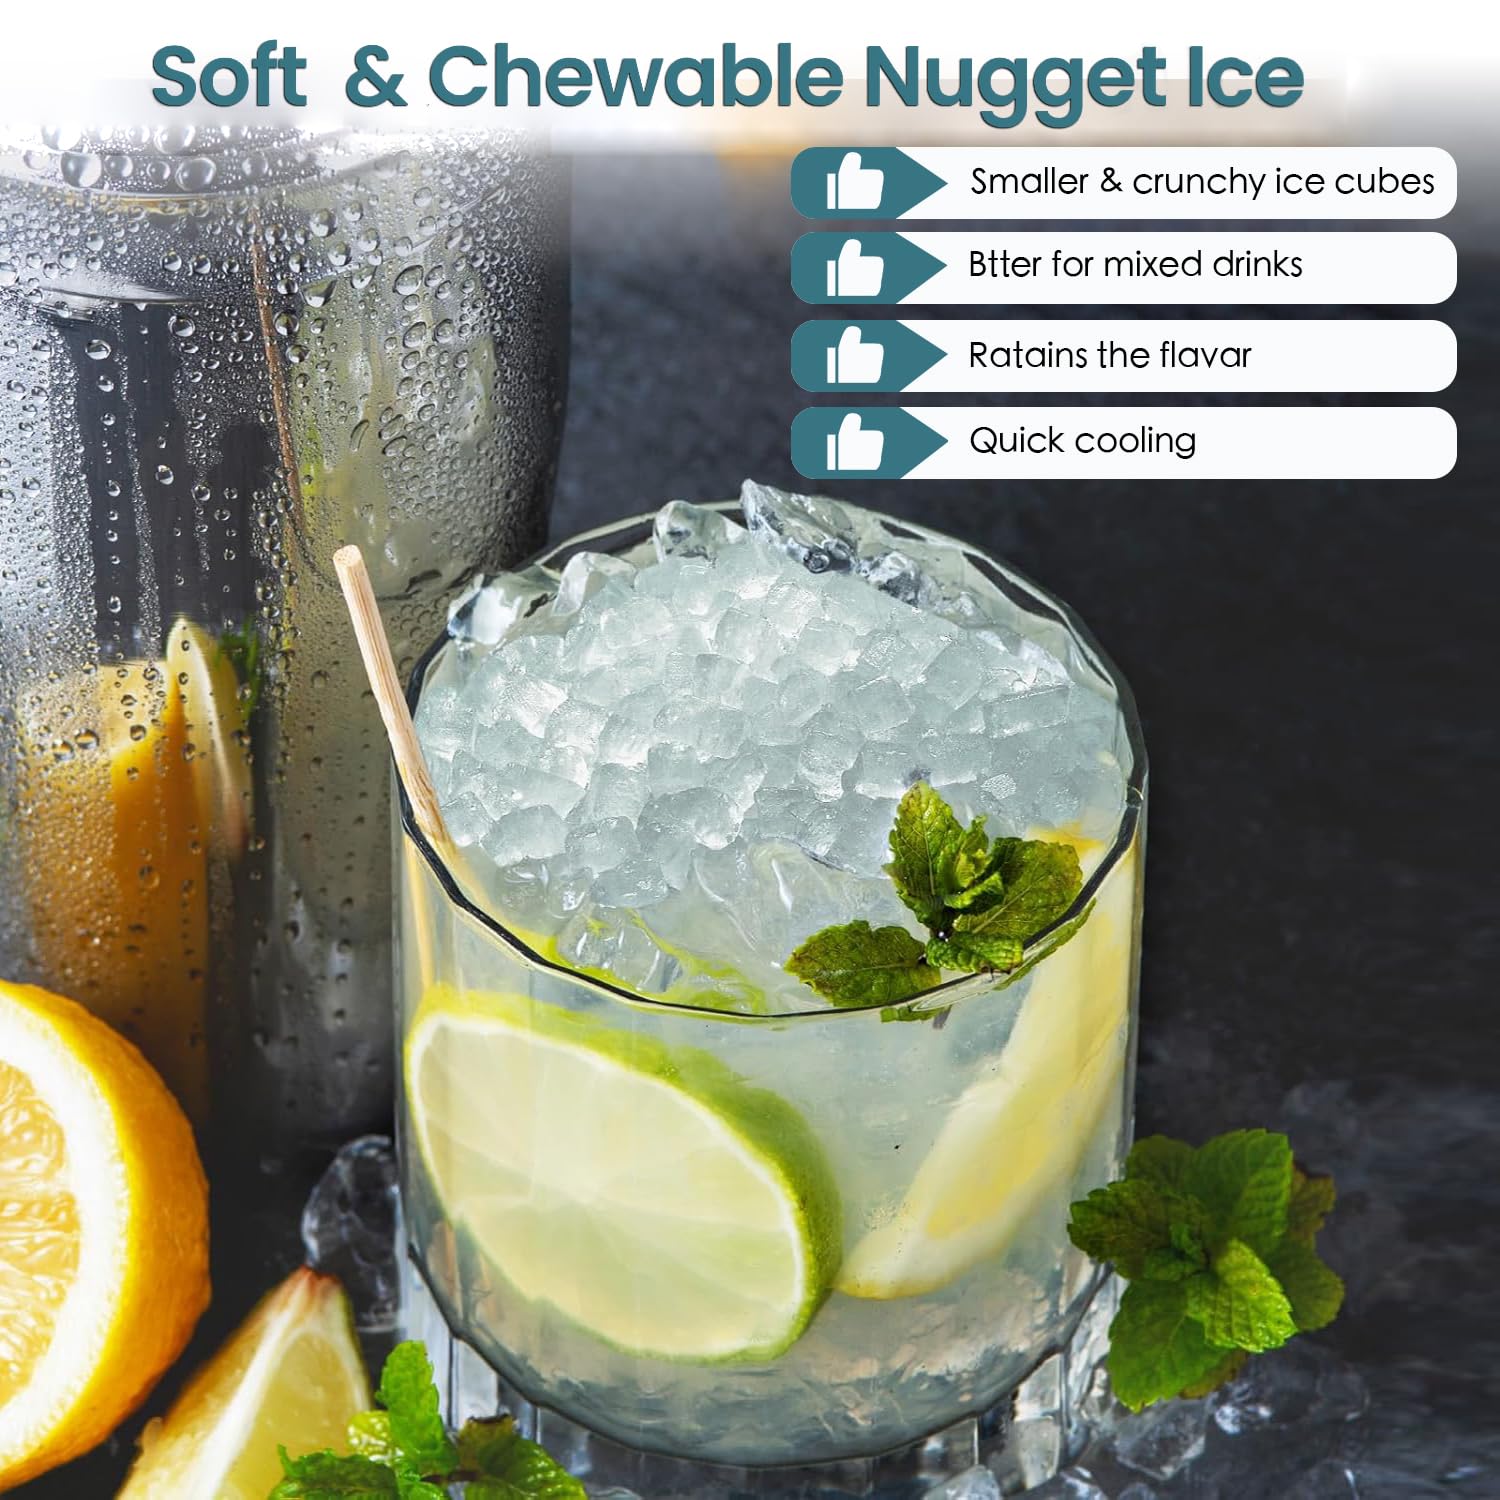 Soft & Chewable Nugget Ice
Smaller & crunchy ice cubes
Btter for mixed drinks
Ratains the flavar
Quick cooling